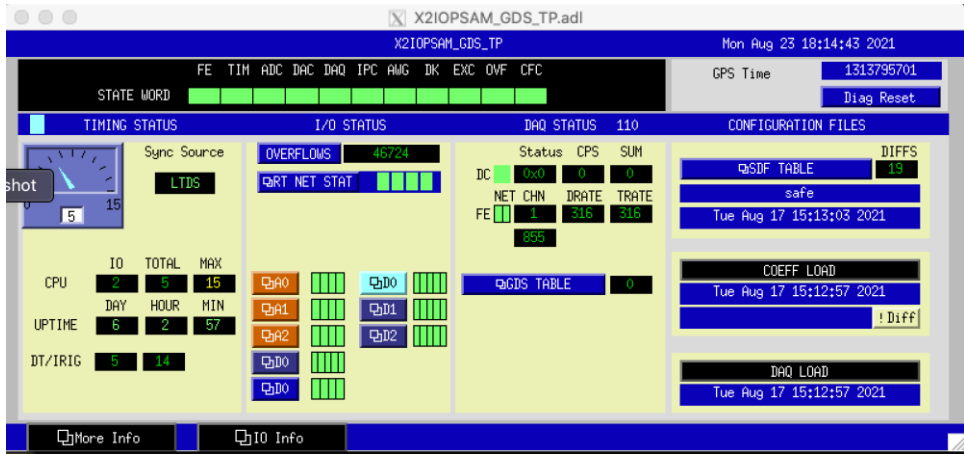 X2IOPSAM_GDS_TP.adl
X2IOPSAM_GDS_TP Mon Aug 23 18:14:43 2021
FE TIM ADC DAC DAQ IPC AWG DK EXC OVF CFC
STATE WORD
GPS Time 1313795701
Diag Reset
TIMING STATUS I/O STATUS DAQ STATUS 110 CONFIGURATION FILES
shot
Sync Source
LTDS
0 15
5
CPU IO TOTAL MAX
2 5 15
UPTIME DAY HOUR MIN
6 2 57
DT/IRIG 5 14
OVERFLOWS 46724
RT NET STAT
A0 D0
A1 D1
A2 D2
D0
D0
Status CPS SUM
DC 0x0 0 0
NET CHN DRATE TRATE
FE 1 316 316
855
GDS TABLE 0
DIFFS
SDF TABLE 19
safe
Tue Aug 17 15:13:03 2021
COEFF LOAD
Tue Aug 17 15:12:57 2021
!Diff
DAQ LOAD
Tue Aug 17 15:12:57 2021
More Info IO Info